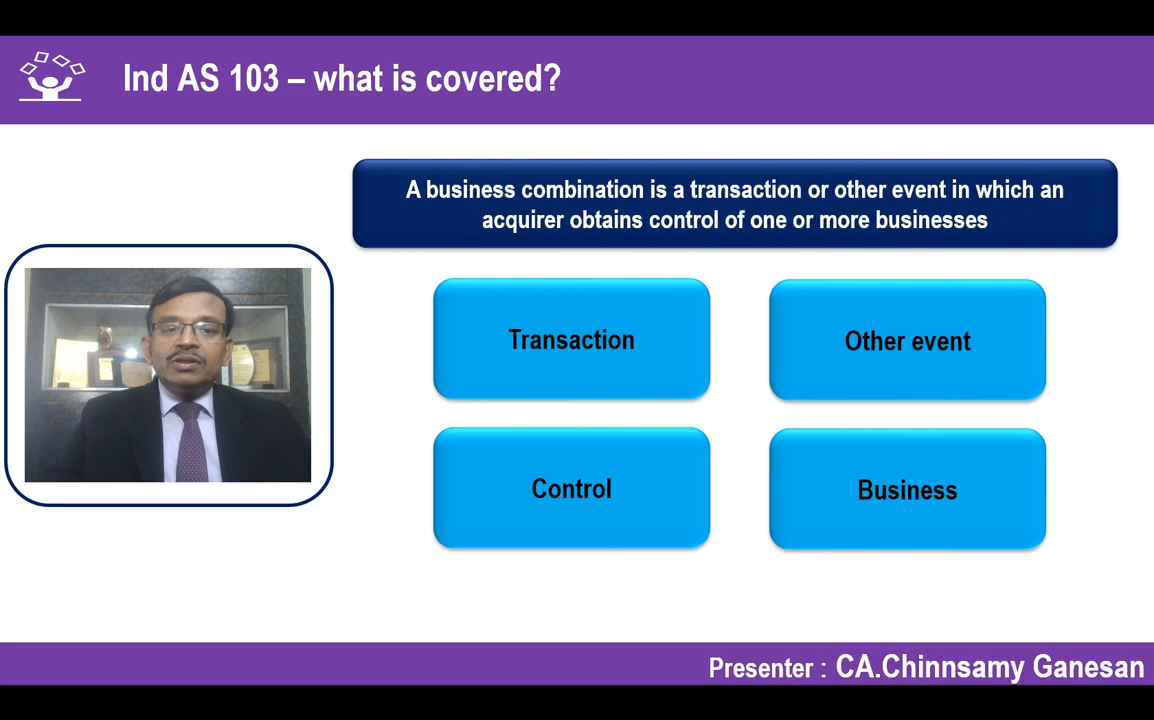 Ind AS 103 – what is covered?
A business combination is a transaction or other event in which an
acquirer obtains control of one or more businesses
Transaction
Other event
Control
Business
Presenter : CA.Chinnsamy Ganesan